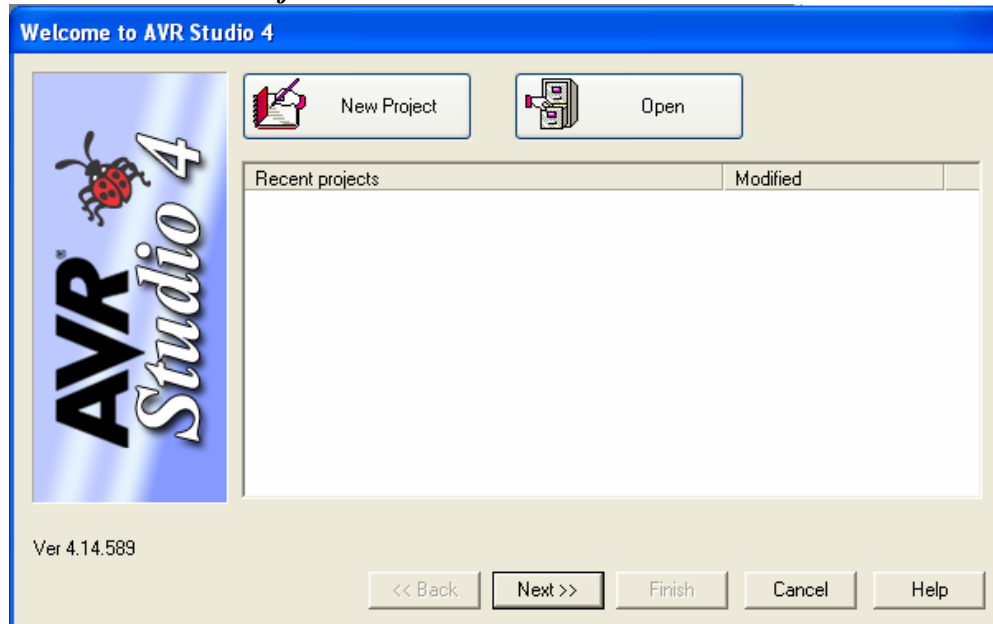 Welcome to AVR Studio 4
New Project
Open
AVR Studio 4
Recent projects Modified
Ver 4.14.589
<< Back Next >> Finish Cancel Help